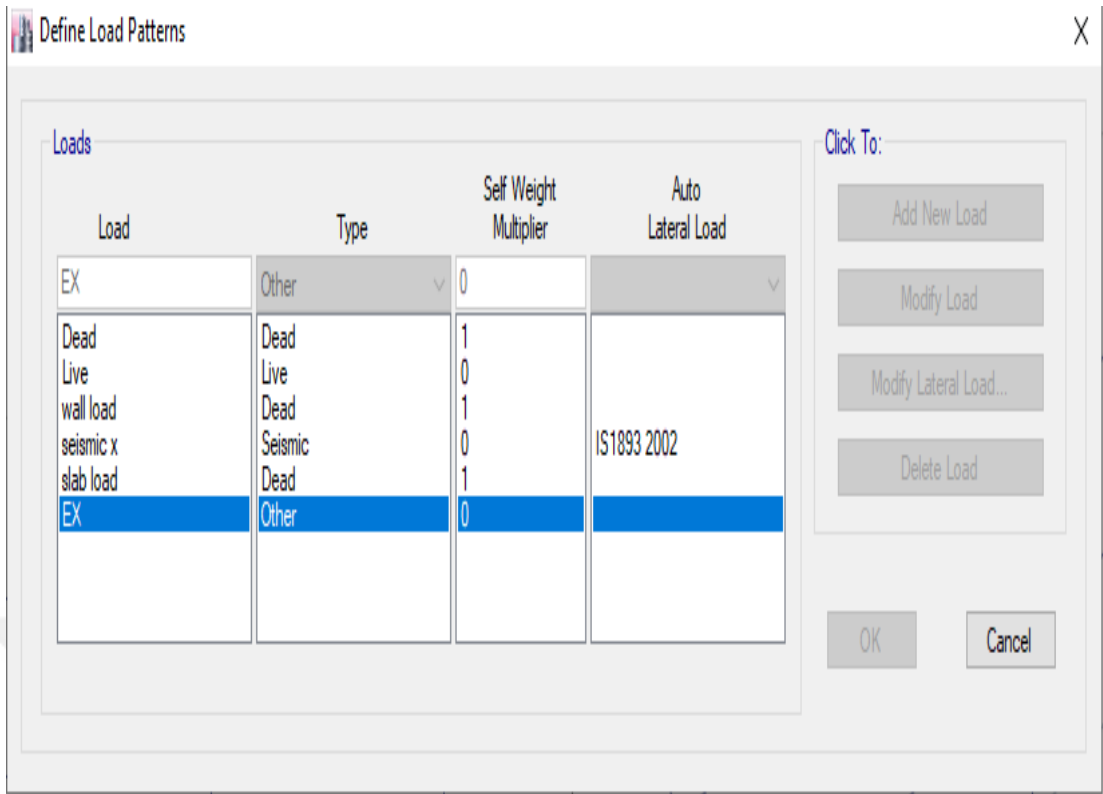 Define Load Patterns
Loads
Click To:
Load Type Self Weight Multiplier Auto Lateral Load
EX Other 0
Dead Dead 1
Live Live 0
wall load Dead 1
seismic x Seismic 0 IS1893 2002
slab load Dead 1
EX Other 0
Add New Load
Modify Load
Modify Lateral Load...
Delete Load
OK Cancel